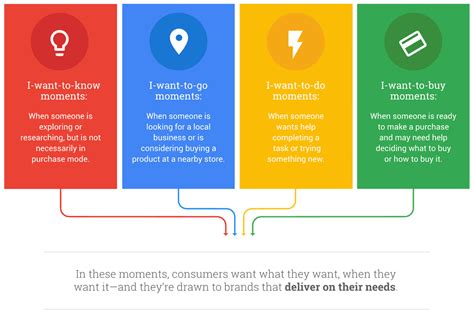 I-want-to-know
moments:
When someone is
exploring or
researching, but is not
necessarily in
purchase mode.
I-want-to-go
moments:
When someone is
looking for a local
business or is
considering buying a
product at a nearby store.
I-want-to-do
moments:
When someone
wants help
completing a
task or trying
something new.
I-want-to-buy
moments:
When someone is ready
to make a purchase
and may need help
deciding what to buy
or how to buy it.
In these moments, consumers want what they want, when they
want it—and they're drawn to brands that deliver on their needs.